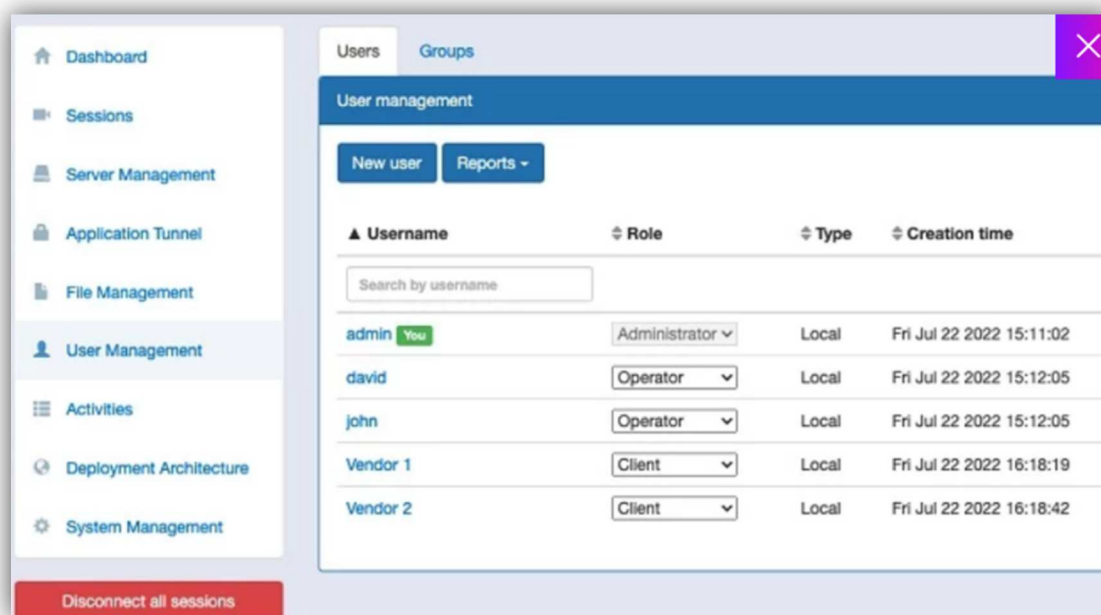 Dashboard
Sessions
Server Management
Application Tunnel
File Management
User Management
Activities
Deployment Architecture
System Management
Disconnect all sessions
Users Groups
User management
New user Reports
Username Role Type Creation time
Search by username
admin You Administrator Local Fri Jul 22 2022 15:11:02
david Operator Local Fri Jul 22 2022 15:12:05
john Operator Local Fri Jul 22 2022 15:12:05
Vendor 1 Client Local Fri Jul 22 2022 16:18:19
Vendor 2 Client Local Fri Jul 22 2022 16:18:42